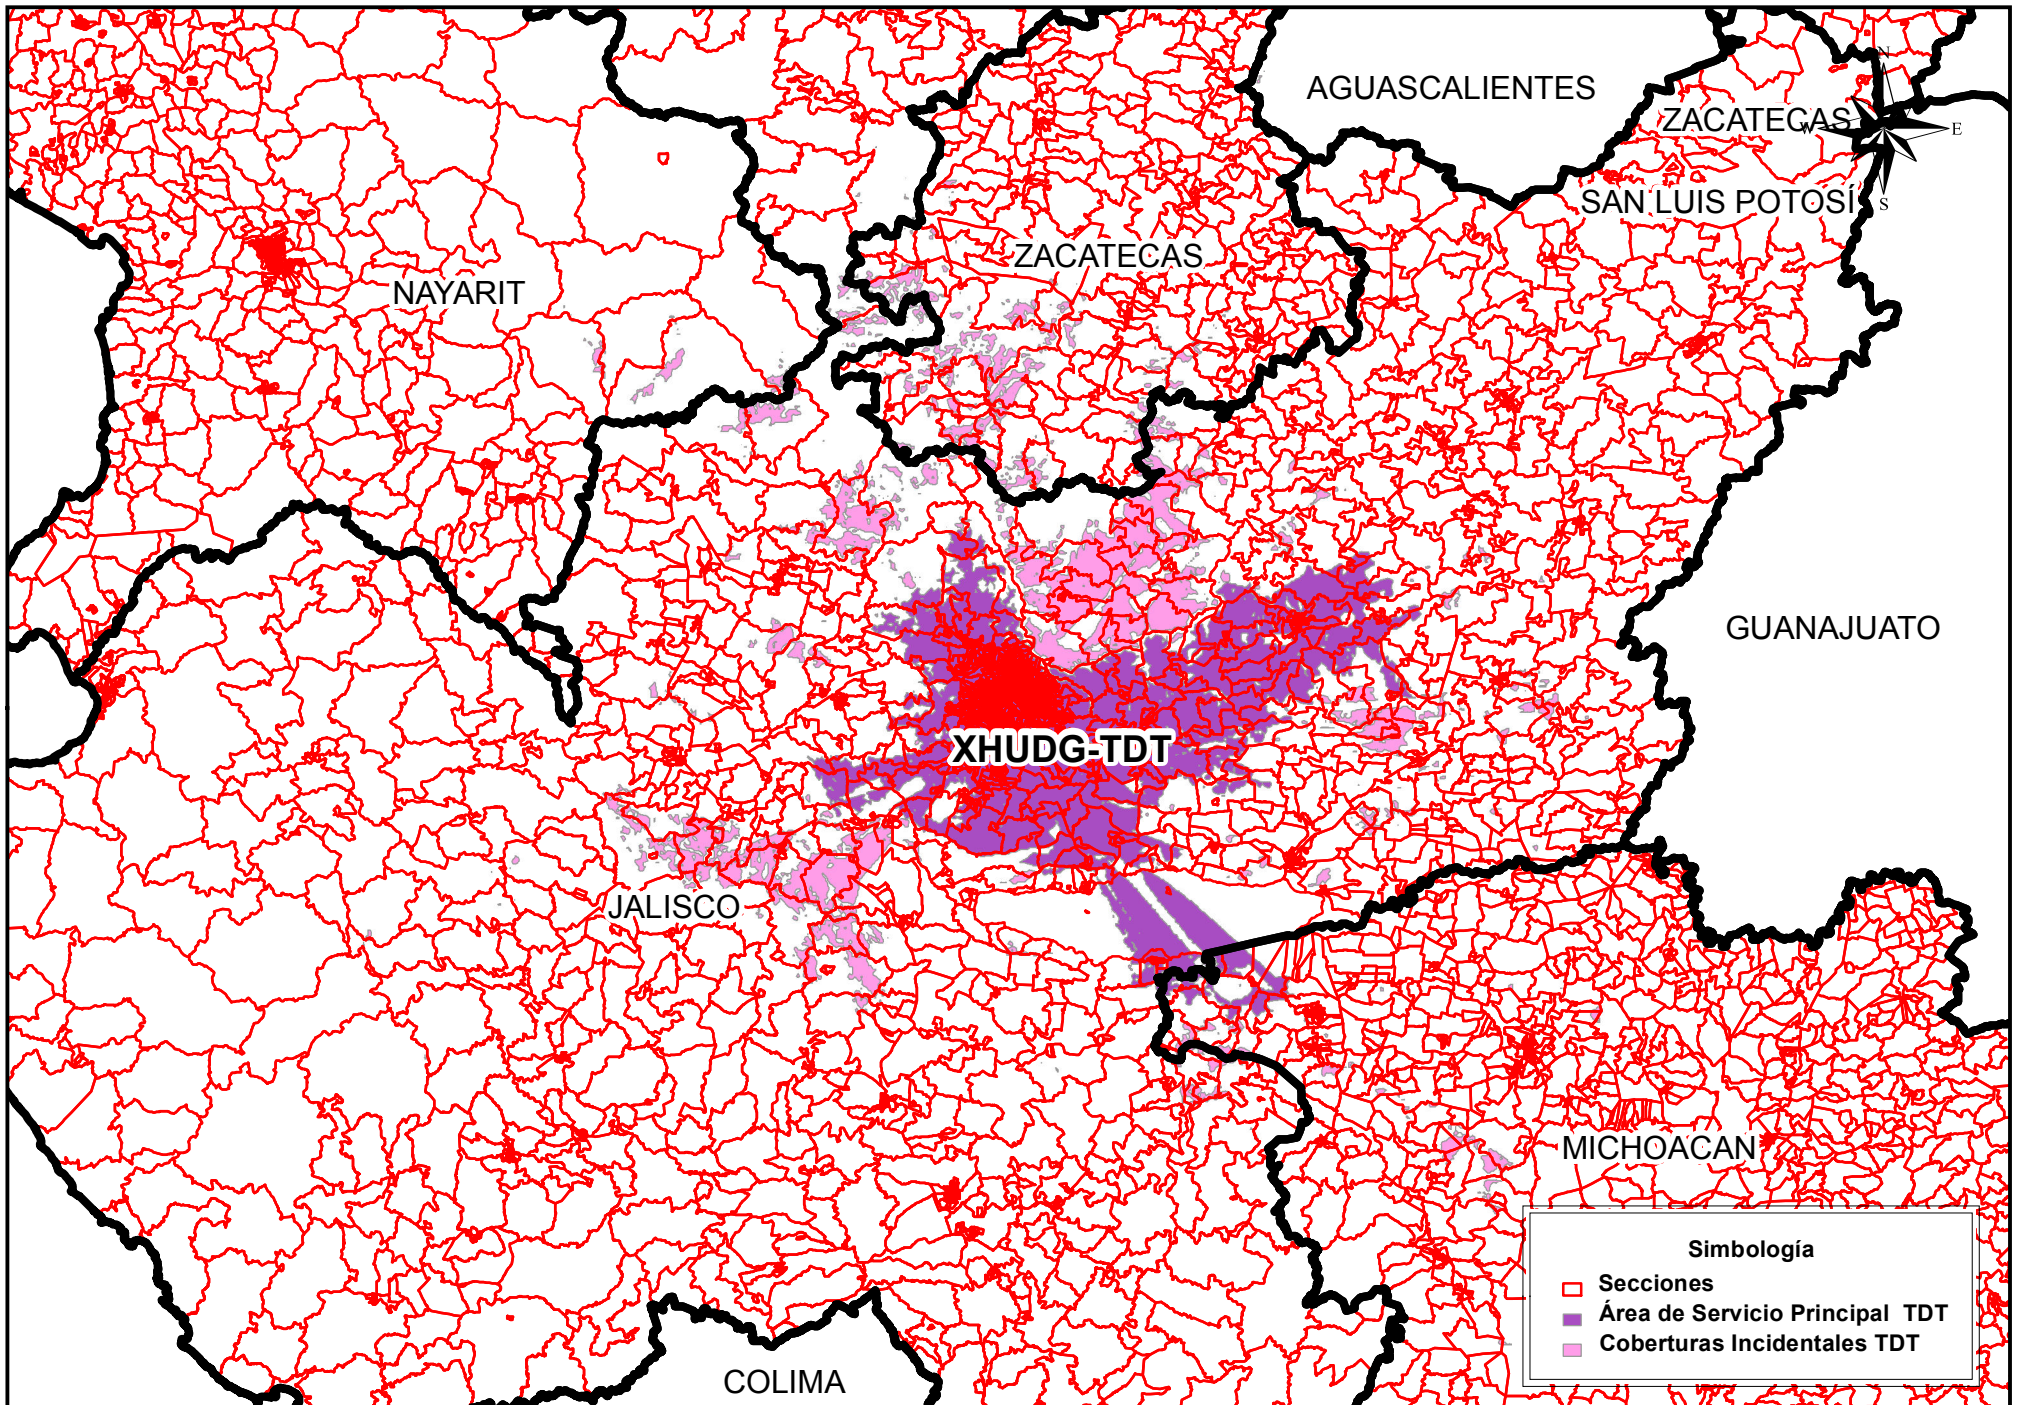 AGUASCALIENTES
N
ZACATECAS
W
E
SAN LUIS POTOSÍ
S
ZACATECAS
NAYARIT
GUANAJUATO
XHUDG-TDT
JALISCO
MICHOACAN
Simbología
Secciones
Área de Servicio Principal TDT
Coberturas Incidentales TDT
COLIMA